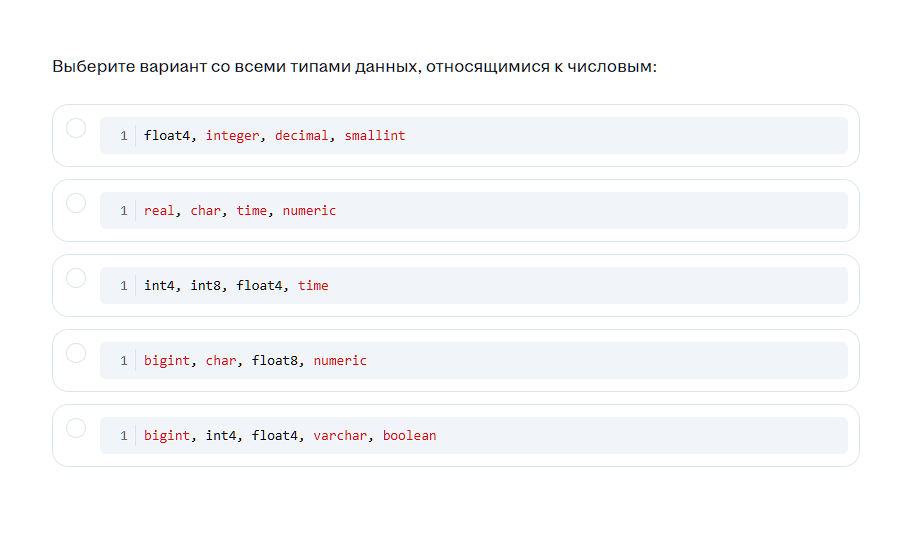 Выберите вариант со всеми типами данных, относящимися к числовым:
1 float4, integer, decimal, smallint
1 real, char, time, numeric
1 int4, int8, float4, time
1 bigint, char, float8, numeric
1 bigint, int4, float4, varchar, boolean